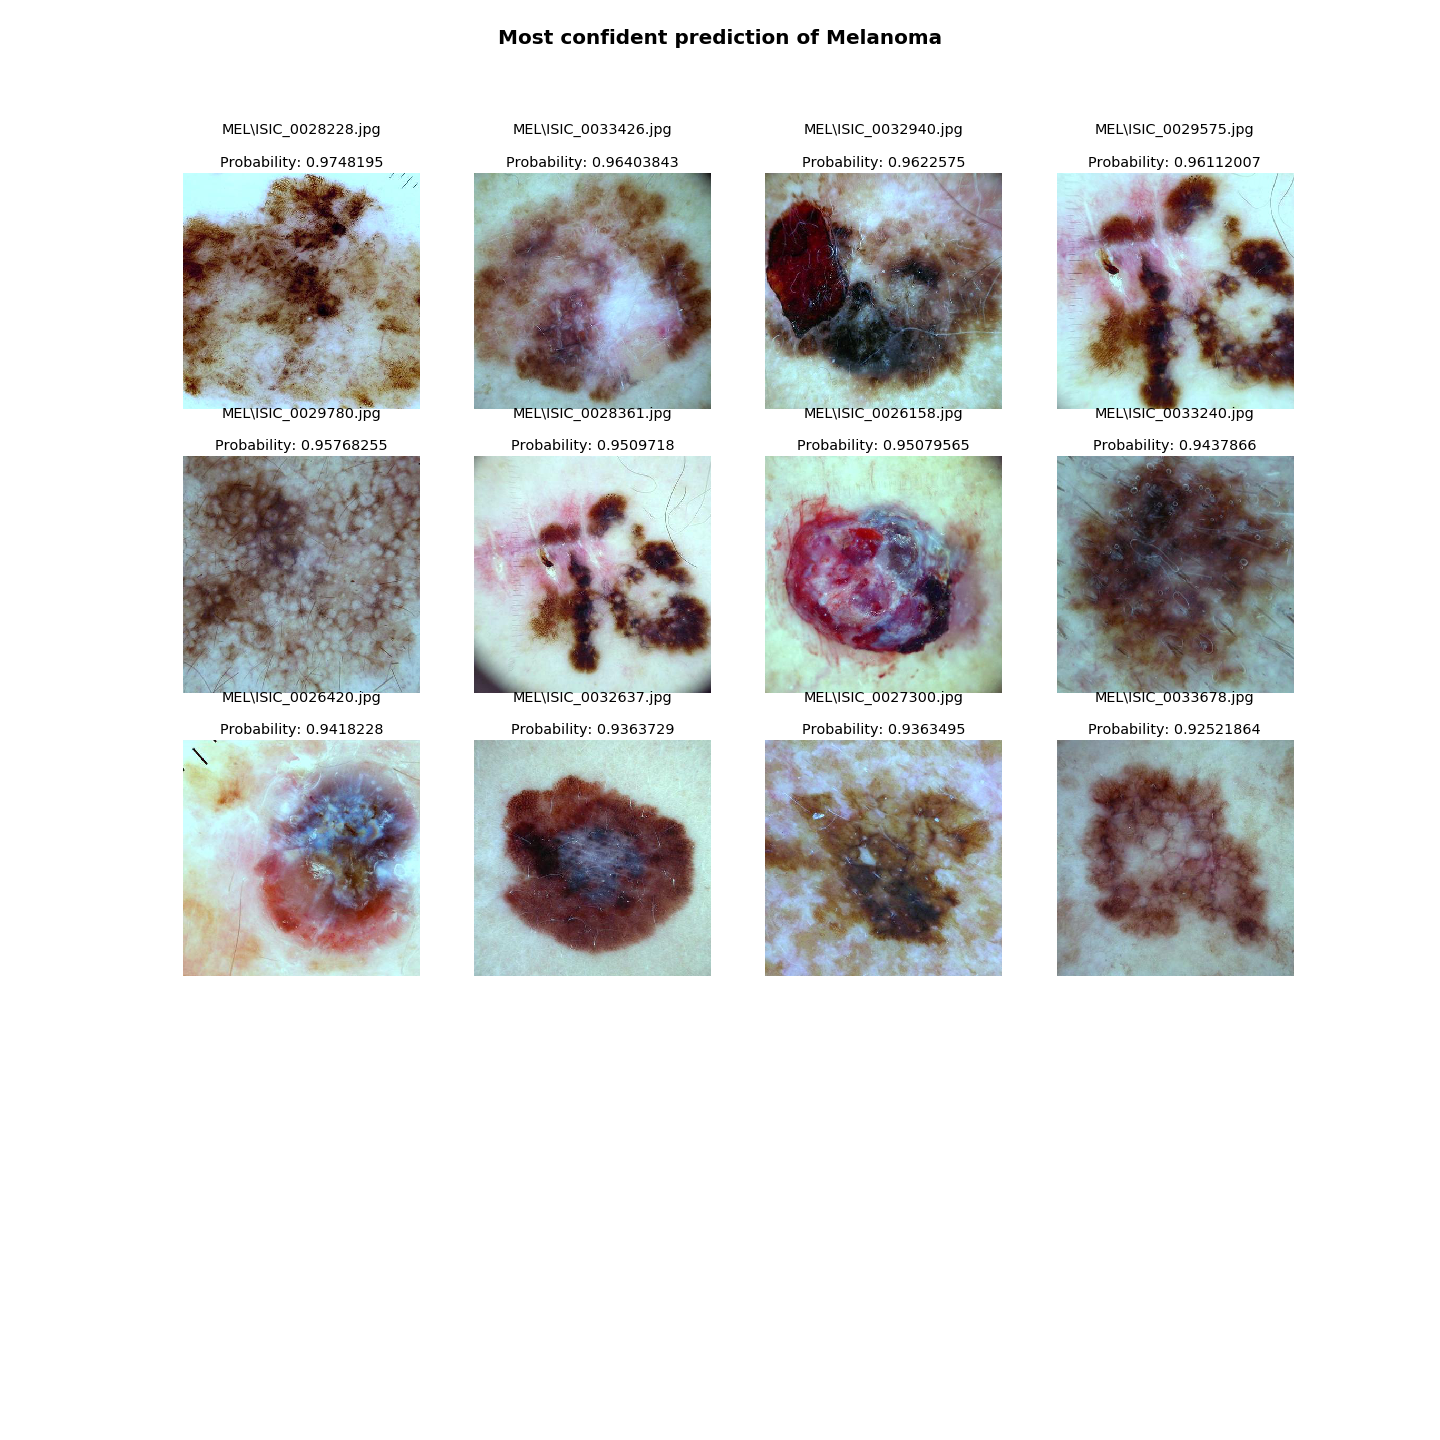 Most confident prediction of Melanoma
MEL\ISIC_0028228.jpg
Probability: 0.9748195
MEL\ISIC_0033426.jpg
Probability: 0.96403843
MEL\ISIC_0032940.jpg
Probability: 0.9622575
MEL\ISIC_0029575.jpg
Probability: 0.96112007
MEL\ISIC_0029780.jpg
Probability: 0.95768255
MEL\ISIC_0028361.jpg
Probability: 0.9509718
MEL\ISIC_0026158.jpg
Probability: 0.95079565
MEL\ISIC_0033240.jpg
Probability: 0.9437866
MEL\ISIC_0026420.jpg
Probability: 0.9418228
MEL\ISIC_0032637.jpg
Probability: 0.9363729
MEL\ISIC_0027300.jpg
Probability: 0.9363495
MEL\ISIC_0033678.jpg
Probability: 0.92521864